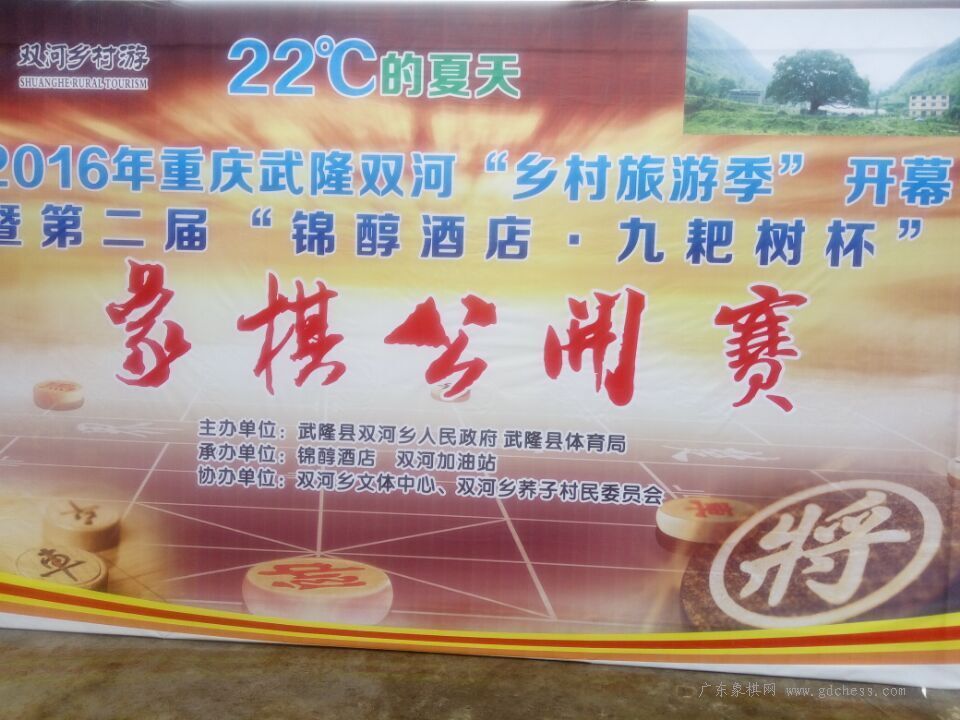 双河乡村游
SHUANGHE RURAL TOURISM
22℃的夏天
2016年重庆武隆双河“乡村旅游季”开幕
暨第二届“锦醇酒店·九耙树杯”
象棋公开赛
主办单位：武隆县双河乡人民政府 武隆县体育局
承办单位：锦醇酒店 双河加油站
协办单位：双河乡文体中心、双河乡荞子村民委员会
將
广东象棋网 www.gdchess.com